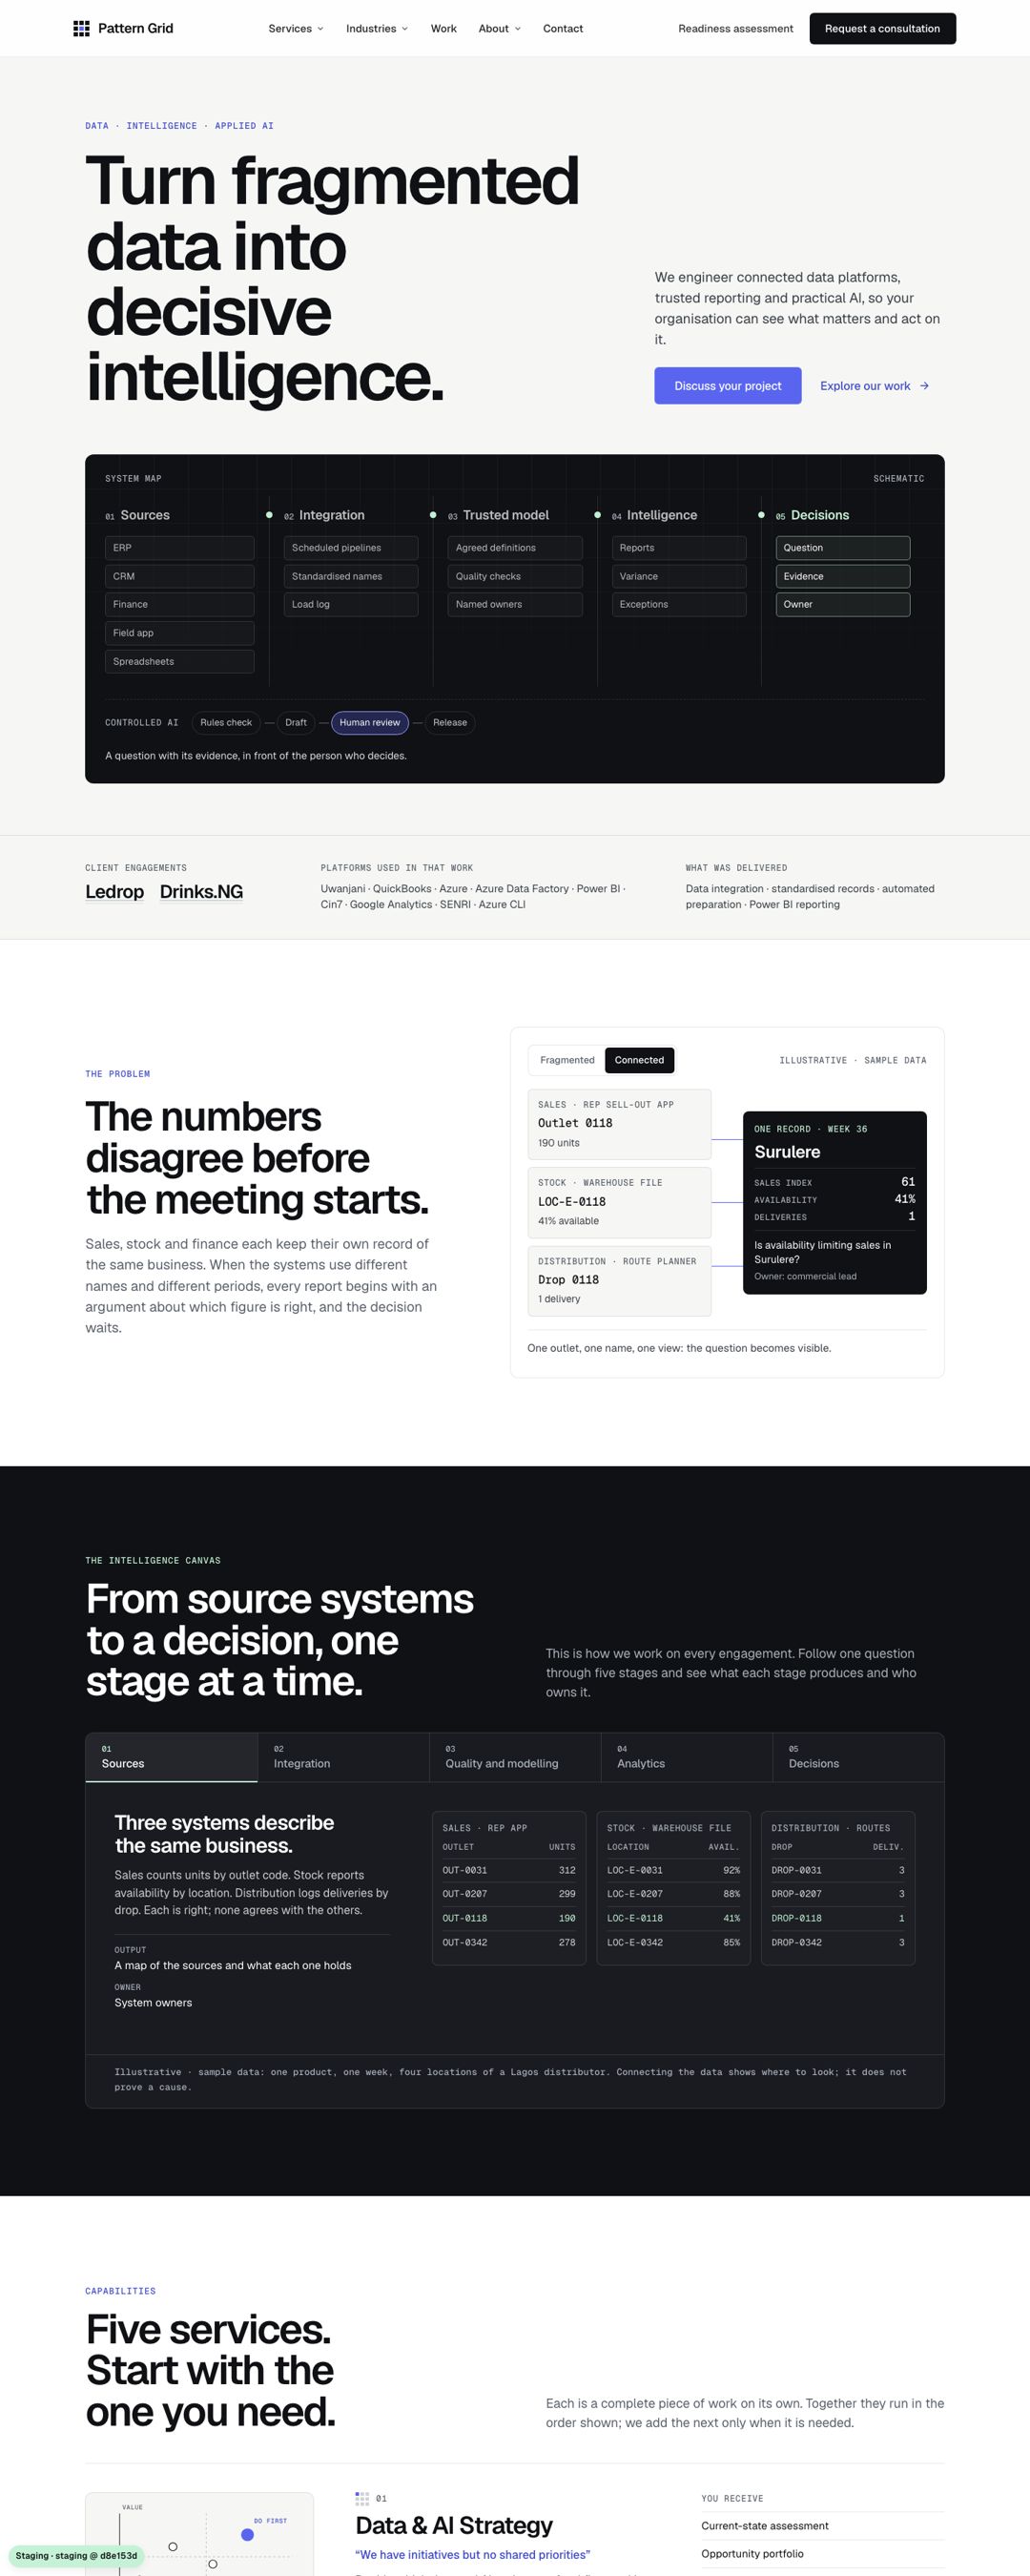 Pattern Grid
Services
Industries
Work
About
Contact
Readiness assessment
Request a consultation
DATA · INTELLIGENCE · APPLIED AI
Turn fragmented
data into
decisive
intelligence.
We engineer connected data platforms,
trusted reporting and practical AI, so your
organisation can see what matters and act on
it.
Discuss your project
Explore our work →
SYSTEM MAP
SCHEMATIC
01 Sources
ERP
CRM
Finance
Field app
Spreadsheets
02 Integration
Scheduled pipelines
Standardised names
Load log
03 Trusted model
Agreed definitions
Quality checks
Named owners
04 Intelligence
Reports
Variance
Exceptions
05 Decisions
Question
Evidence
Owner
CONTROLLED AI
Rules check
Draft
Human review
Release
A question with its evidence, in front of the person who decides.
CLIENT ENGAGEMENTS
Ledrop Drinks.NG
PLATFORMS USED IN THAT WORK
Uwanjani · QuickBooks · Azure · Azure Data Factory · Power BI ·
Cin7 · Google Analytics · SENRI · Azure CLI
WHAT WAS DELIVERED
Data integration · standardised records · automated
preparation · Power BI reporting
THE PROBLEM
The numbers
disagree before
the meeting starts.
Sales, stock and finance each keep their own record of
the same business. When the systems use different
names and different periods, every report begins with an
argument about which figure is right, and the decision
waits.
Fragmented
Connected
ILLUSTRATIVE · SAMPLE DATA
SALES · REP SELL-OUT APP
Outlet 0118
190 units
STOCK · WAREHOUSE FILE
LOC-E-0118
41% available
DISTRIBUTION · ROUTE PLANNER
Drop 0118
1 delivery
ONE RECORD · WEEK 36
Surulere
SALES INDEX 61
AVAILABILITY 41%
DELIVERIES 1
Is availability limiting sales in
Surulere?
Owner: commercial lead
One outlet, one name, one view: the question becomes visible.
THE INTELLIGENCE CANVAS
From source systems
to a decision, one
stage at a time.
This is how we work on every engagement. Follow one question
through five stages and see what each stage produces and who
owns it.
01
Sources
02
Integration
03
Quality and modelling
04
Analytics
05
Decisions
Three systems describe
the same business.
Sales counts units by outlet code. Stock reports
availability by location. Distribution logs deliveries by
drop. Each is right; none agrees with the others.
OUTPUT
A map of the sources and what each one holds
OWNER
System owners
SALES · REP APP
OUTLET UNITS
OUT-0031 312
OUT-0207 299
OUT-0118 190
OUT-0342 278
STOCK · WAREHOUSE FILE
LOCATION AVAIL.
LOC-E-0031 92%
LOC-E-0207 88%
LOC-E-0118 41%
LOC-E-0342 85%
DISTRIBUTION · ROUTES
DROP DELIV.
DROP-0031 3
DROP-0207 3
DROP-0118 1
DROP-0342 3
Illustrative · sample data: one product, one week, four locations of a Lagos distributor. Connecting the data shows where to look; it does not
prove a cause.
CAPABILITIES
Five services.
Start with the
one you need.
Each is a complete piece of work on its own. Together they run in the
order shown; we add the next only when it is needed.
VALUE
DO FIRST
01
Data & AI Strategy
“We have initiatives but no shared priorities”
YOU RECEIVE
Current-state assessment
Opportunity portfolio
Staging · staging @ d8e153d